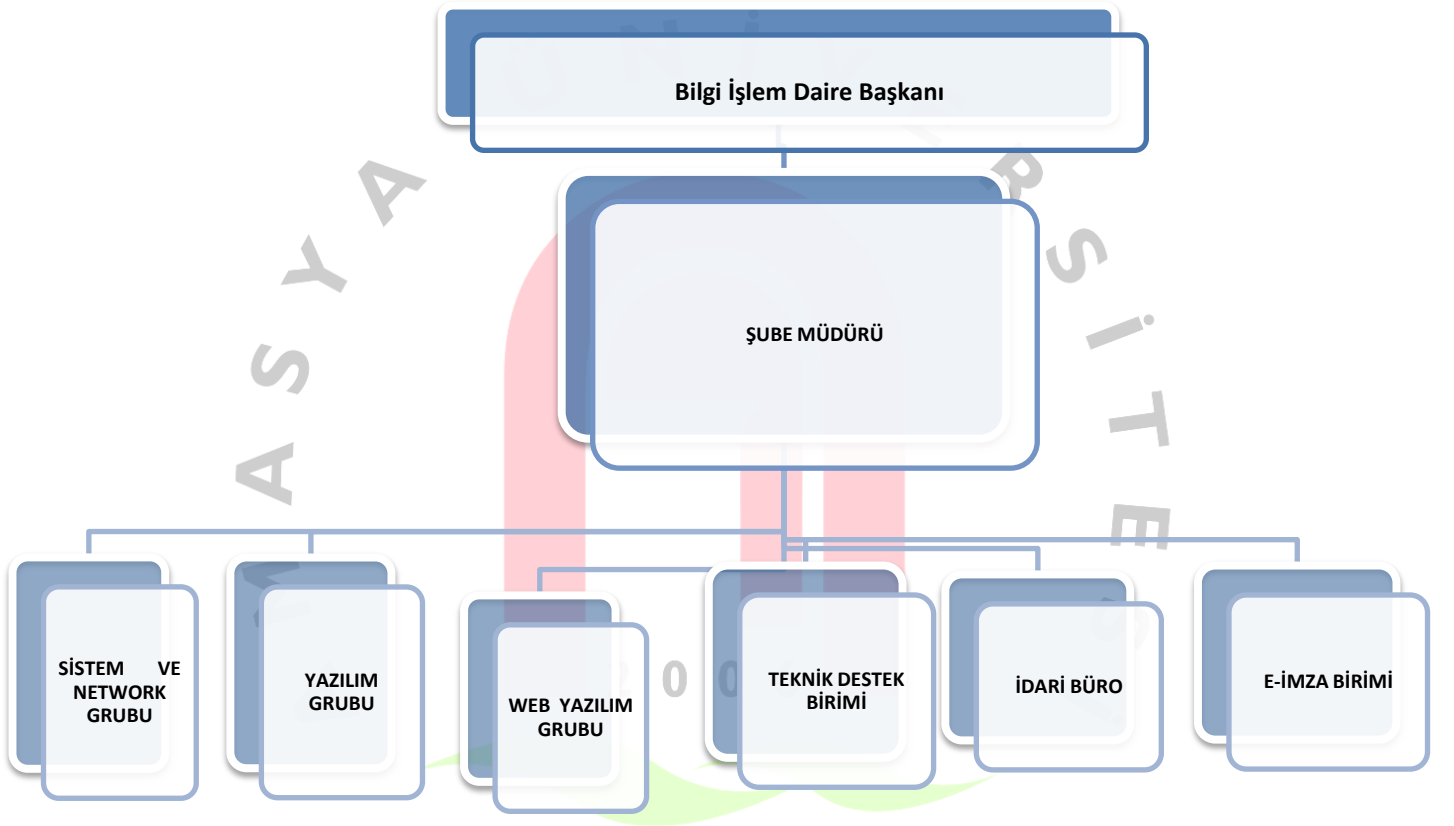 Bilgi İşlem Daire Başkanı
ŞUBE MÜDÜRÜ
SİSTEM VE
NETWORK
GRUBU
YAZILIM
GRUBU
WEB YAZILIM
GRUBU
TEKNİK DESTEK
BİRİMİ
İDARİ BÜRO
E-İMZA BİRİMİ